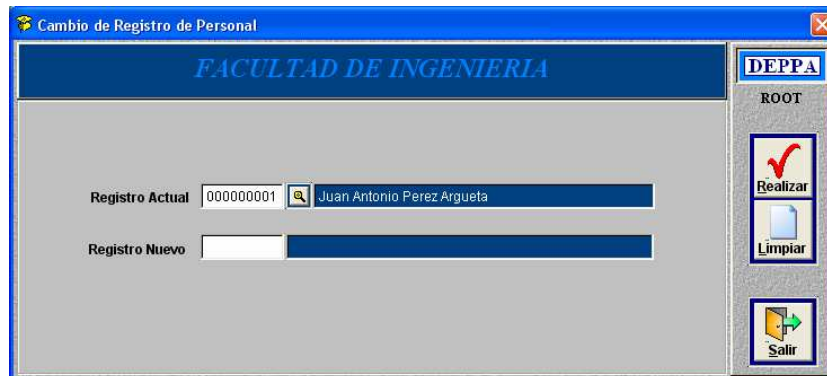 Cambio de Registro de Personal
FACULTAD DE INGENIERIA
DEPPA
ROOT
Registro Actual 000000001 Juan Antonio Perez Argueta
Realizar
Registro Nuevo
Limpiar
Salir